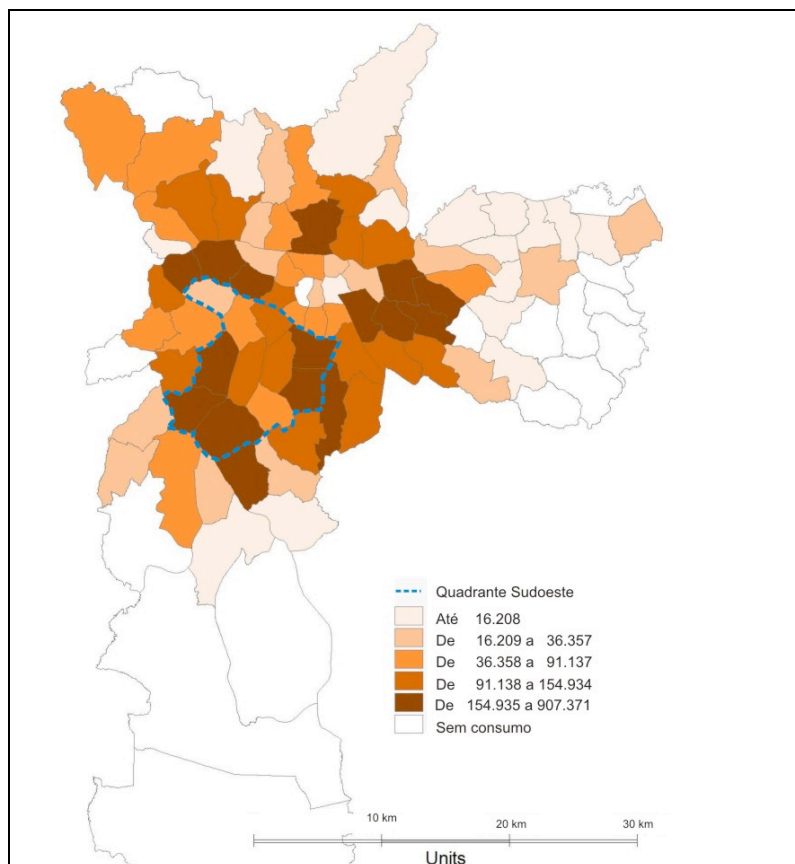 Quadrante Sudoeste
Até 16.208
De 16.209 a 36.357
De 36.358 a 91.137
De 91.138 a 154.934
De 154.935 a 907.371
Sem consumo
10 km 20 km 30 km
Units